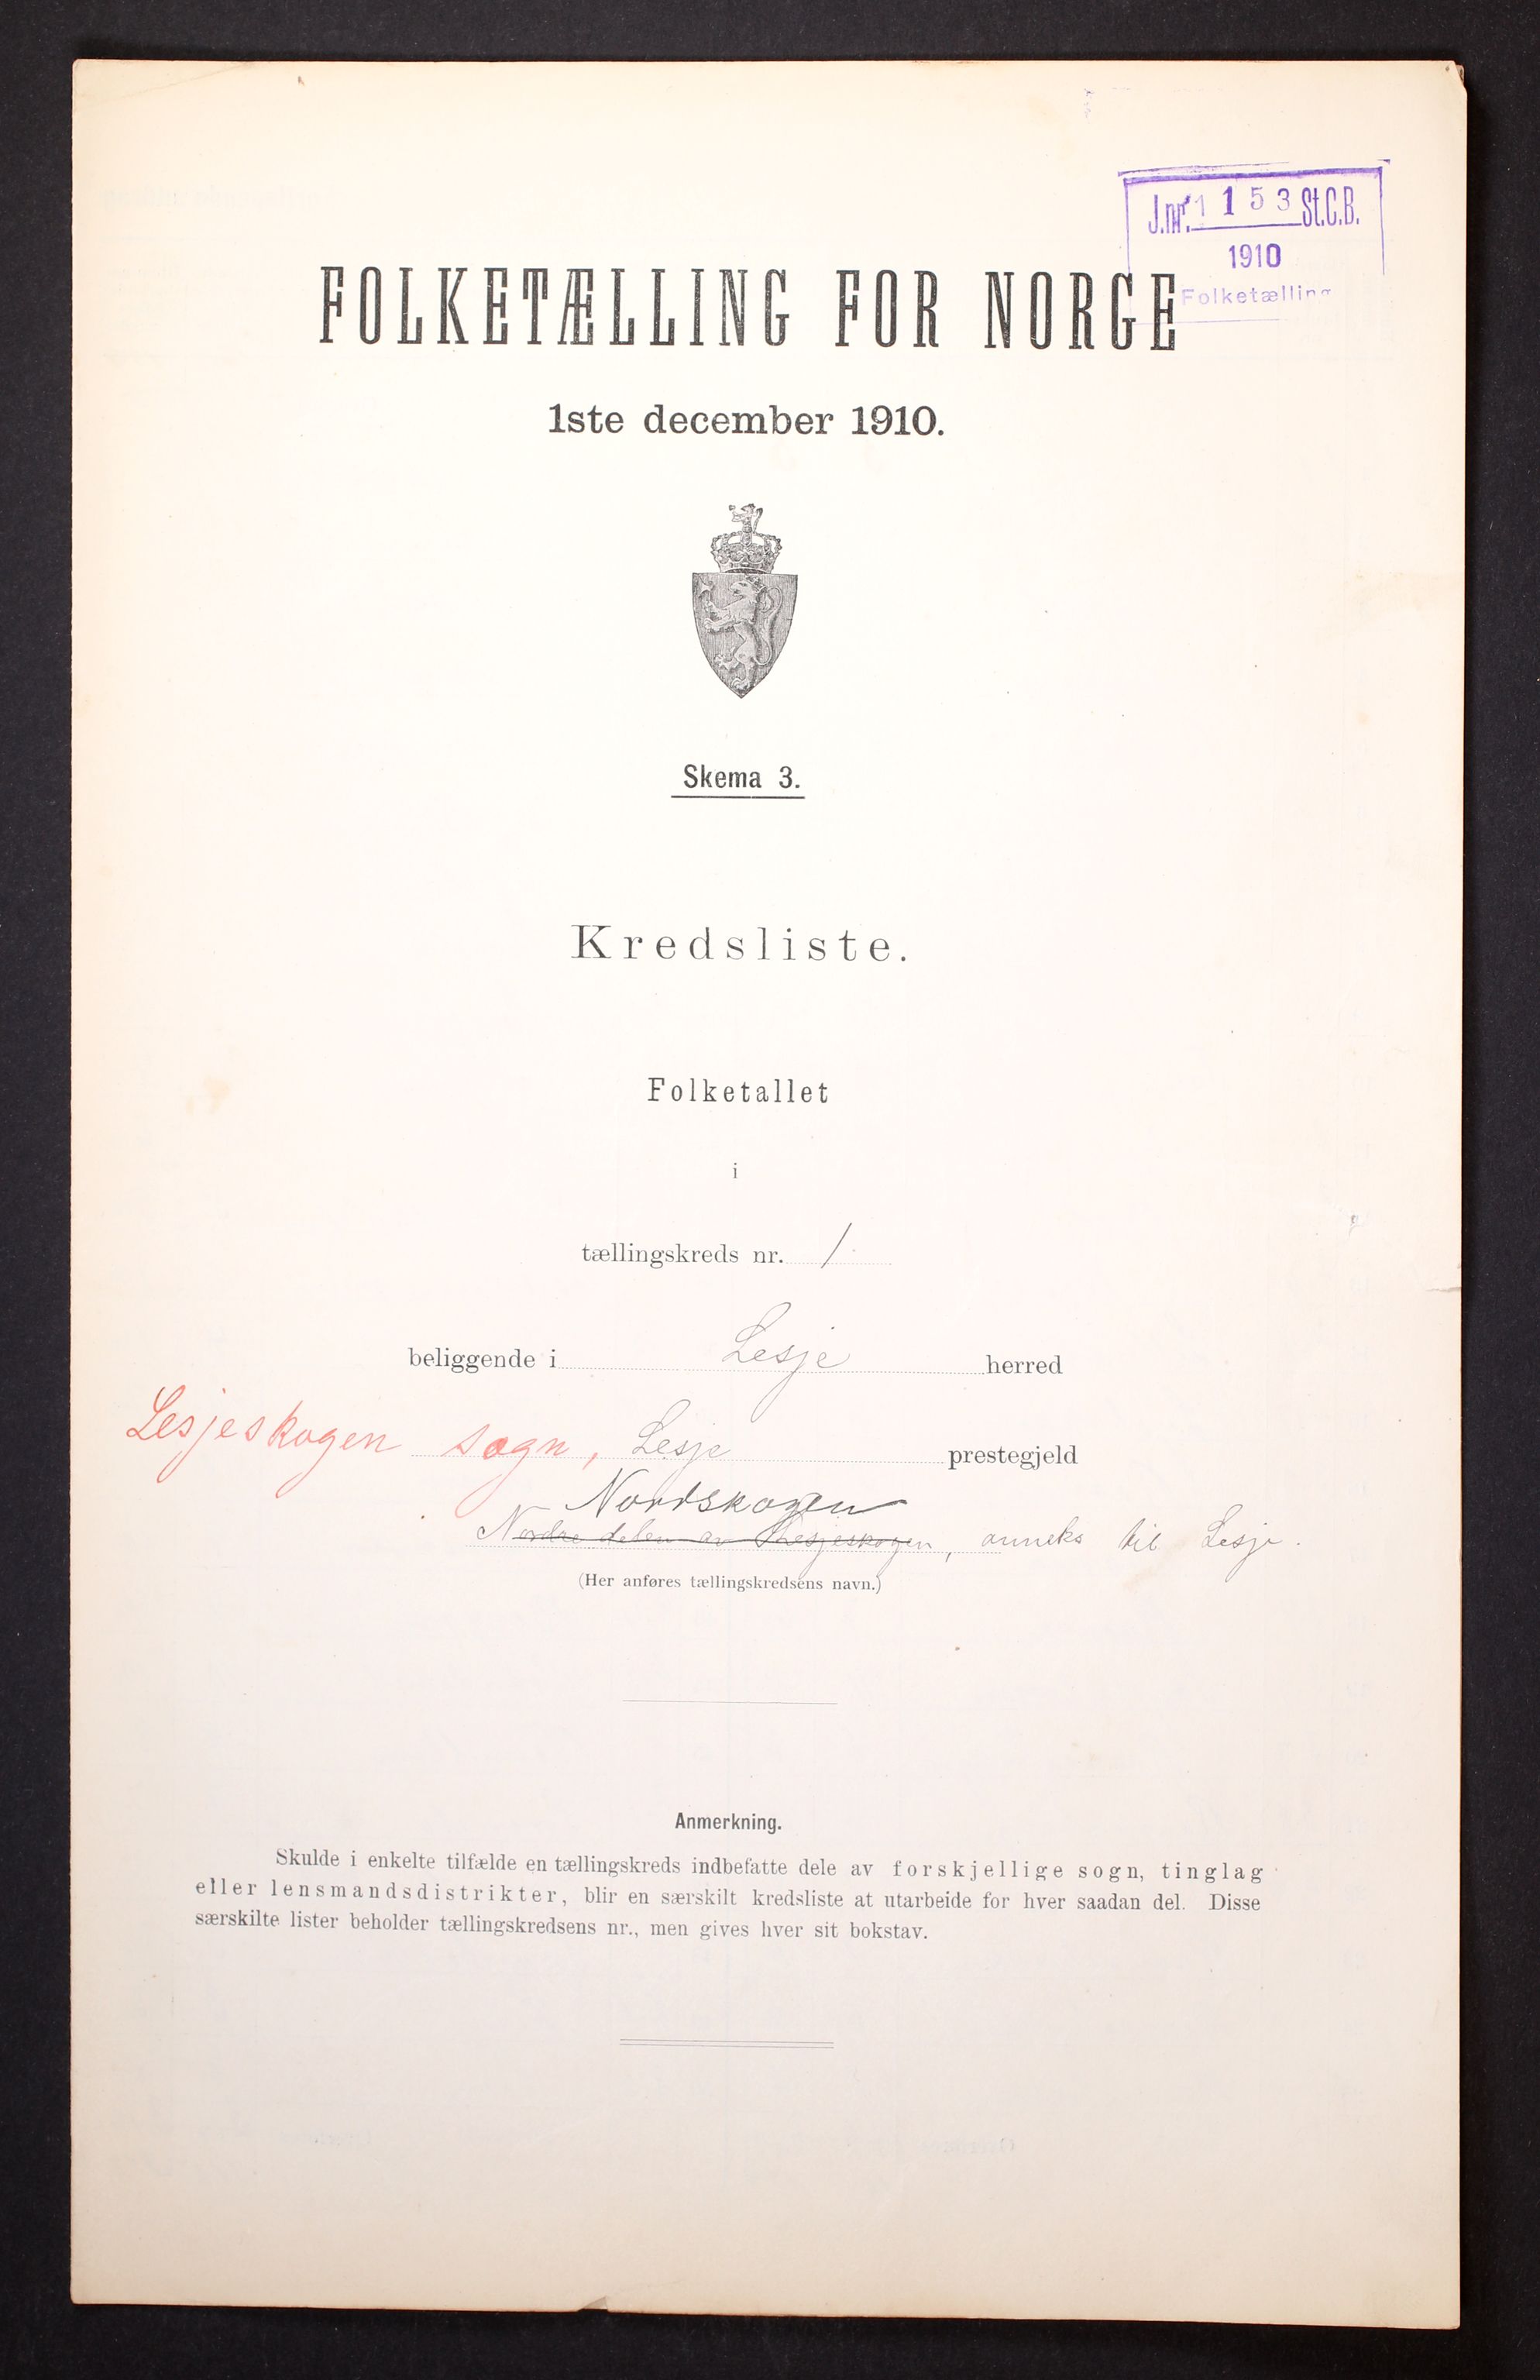 J.nr. 1153 St.C.B.
1910
Folketælling
FOLKETÆLLING FOR NORGE
1ste december 1910.
Skema 3.
Kredsliste.
Folketallet
i
tællingskreds nr. 1
beliggende i Lesje herred
Lesjeskogen sogn, Lesje prestegjeld
Nordskogen
Nordre delen av Lesjeskogen, anneks til Lesje.
(Her anføres tællingskredsens navn.)
Anmerkning.
Skulde i enkelte tilfælde en tællingskreds indbefatte dele av forskjellige sogn, tinglag
eller lensmandsdistrikter, blir en særskilt kredsliste at utarbeide for hver saadan del. Disse
særskilte lister beholder tællingskredsens nr., men gives hver sit bokstav.